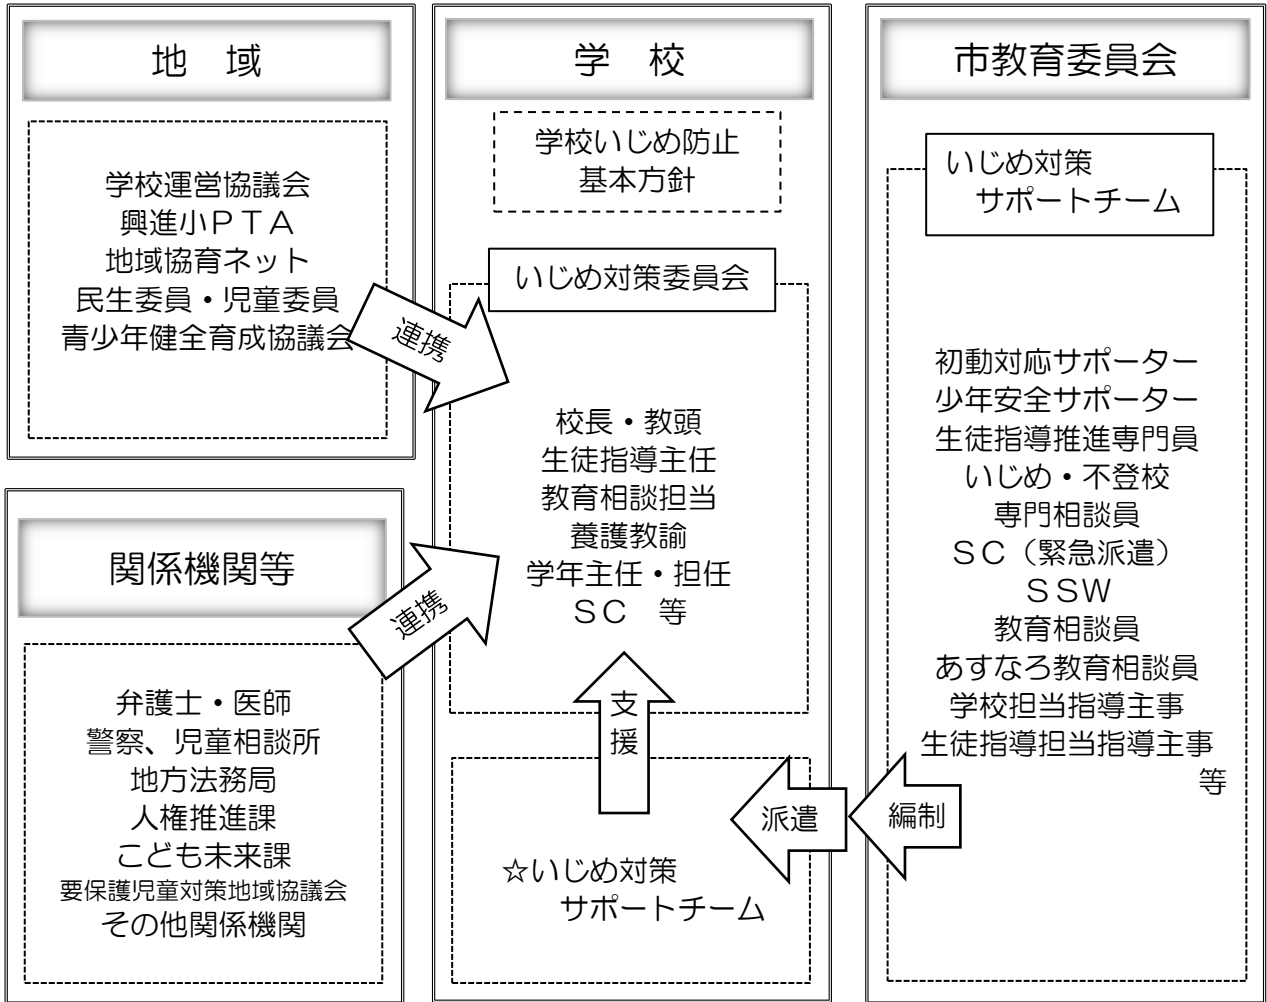 地　域
学校運営協議会
興進小ＰＴＡ
地域協育ネット
民生委員・児童委員
青少年健全育成協議会
連携
関係機関等
弁護士・医師
警察、児童相談所
地方法務局
人権推進課
こども未来課
要保護児童対策地域協議会
その他関係機関
連携
学　校
学校いじめ防止
基本方針
いじめ対策委員会
校長・教頭
生徒指導主任
教育相談担当
養護教諭
学年主任・担任
ＳＣ　等
支
援
☆いじめ対策
サポートチーム
派遣
編制
市教育委員会
いじめ対策
サポートチーム
初動対応サポーター
少年安全サポーター
生徒指導推進専門員
いじめ・不登校
専門相談員
ＳＣ（緊急派遣）
ＳＳＷ
教育相談員
あすなろ教育相談員
学校担当指導主事
生徒指導担当指導主事
等